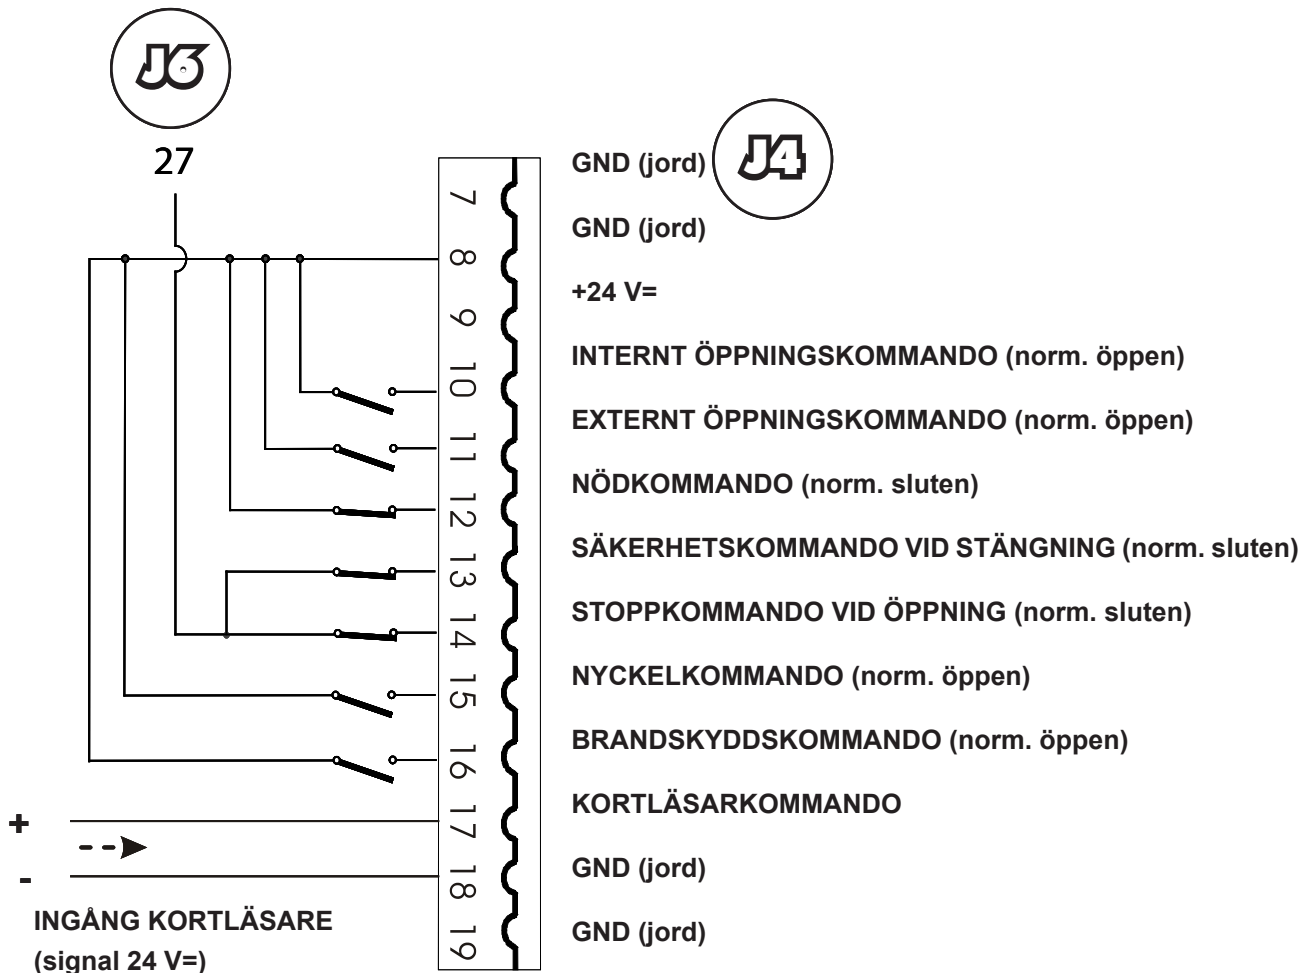 J6
27
J4
7
8
9
10
11
12
13
14
15
16
17
18
19
GND (jord)
GND (jord)
+24 V=
INTERNT ÖPPNINGSKOMMANDO (norm. öppen)
EXTERNT ÖPPNINGSKOMMANDO (norm. öppen)
NÖDKOMMANDO (norm. sluten)
SÄKERHETSKOMMANDO VID STÄNGNING (norm. sluten)
STOPPKOMMANDO VID ÖPPNING (norm. sluten)
NYCKELKOMMANDO (norm. öppen)
BRANDSKYDDSKOMMANDO (norm. öppen)
KORTLÄSARKOMMANDO
GND (jord)
GND (jord)
+
-
INGÅNG KORTLÄSARE
(signal 24 V=)